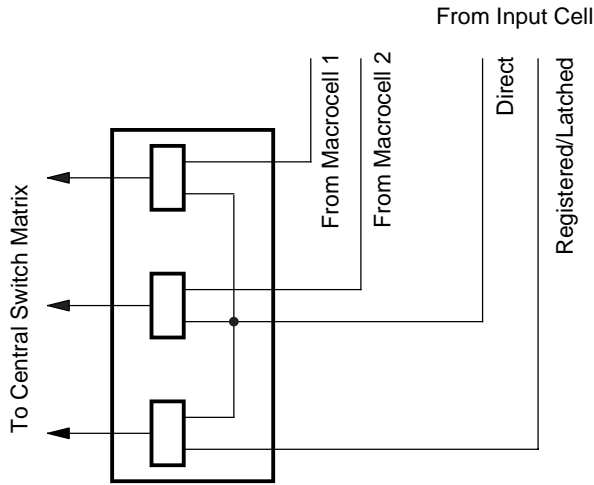 From Input Cell
From Macrocell 1
From Macrocell 2
Direct
Registered/Latched
To Central Switch Matrix